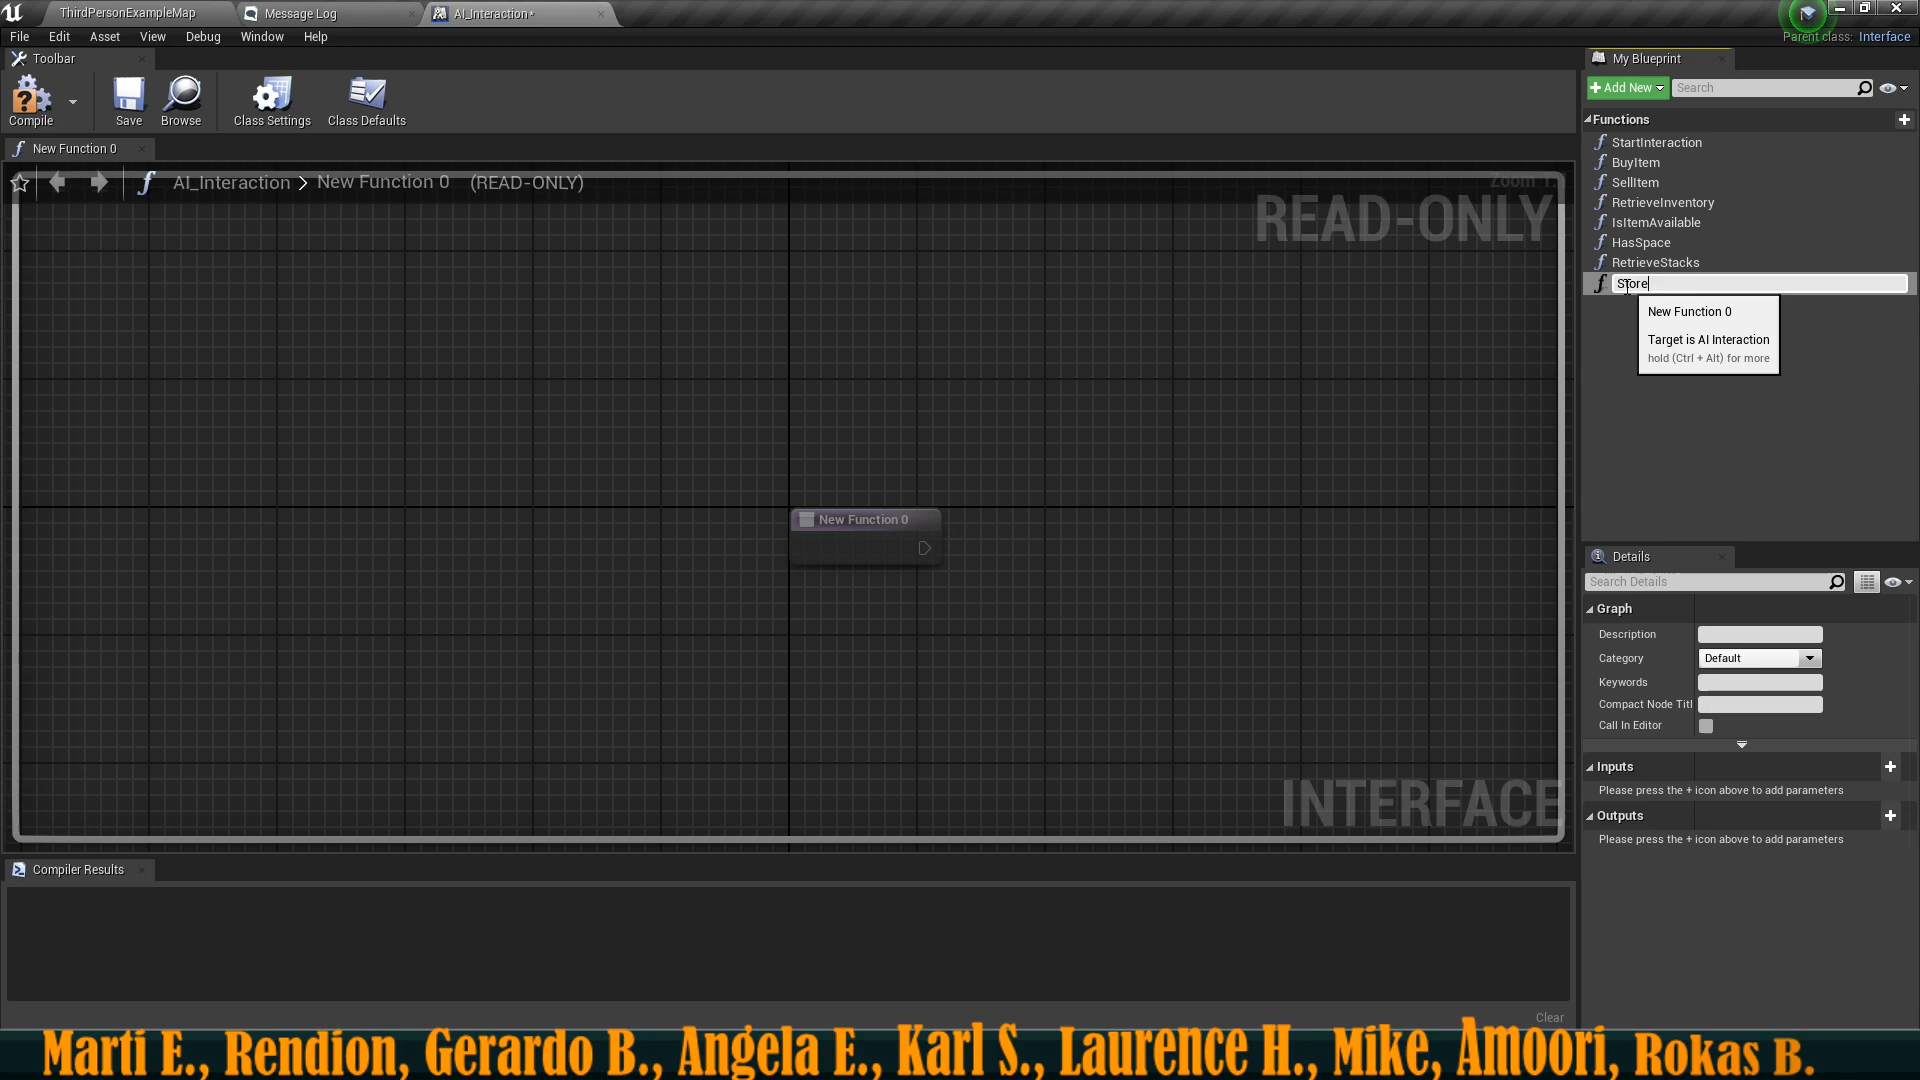 ThirdPersonExampleMap
Message Log
AI_Interaction*
File Edit Asset View Debug Window Help
Parent class: Interface
Toolbar
My Blueprint
Compile
Save
Browse
Class Settings
Class Defaults
+ Add New
Search
Functions
StartInteraction
BuyItem
SellItem
RetrieveInventory
IsItemAvailable
HasSpace
RetrieveStacks
Store
New Function 0
Target is AI Interaction
hold (Ctrl + Alt) for more
New Function 0
AI_Interaction > New Function 0 (READ-ONLY)
READ-ONLY
New Function 0
INTERFACE
Details
Search Details
Graph
Description
Category Default
Keywords
Compact Node Titl
Call In Editor
Inputs
Please press the + icon above to add parameters
Outputs
Please press the + icon above to add parameters
Compiler Results
Clear
Marti E., Rendion, Gerardo B., Angela E., Karl S., Laurence H., Mike, Amoori, Rokas B.